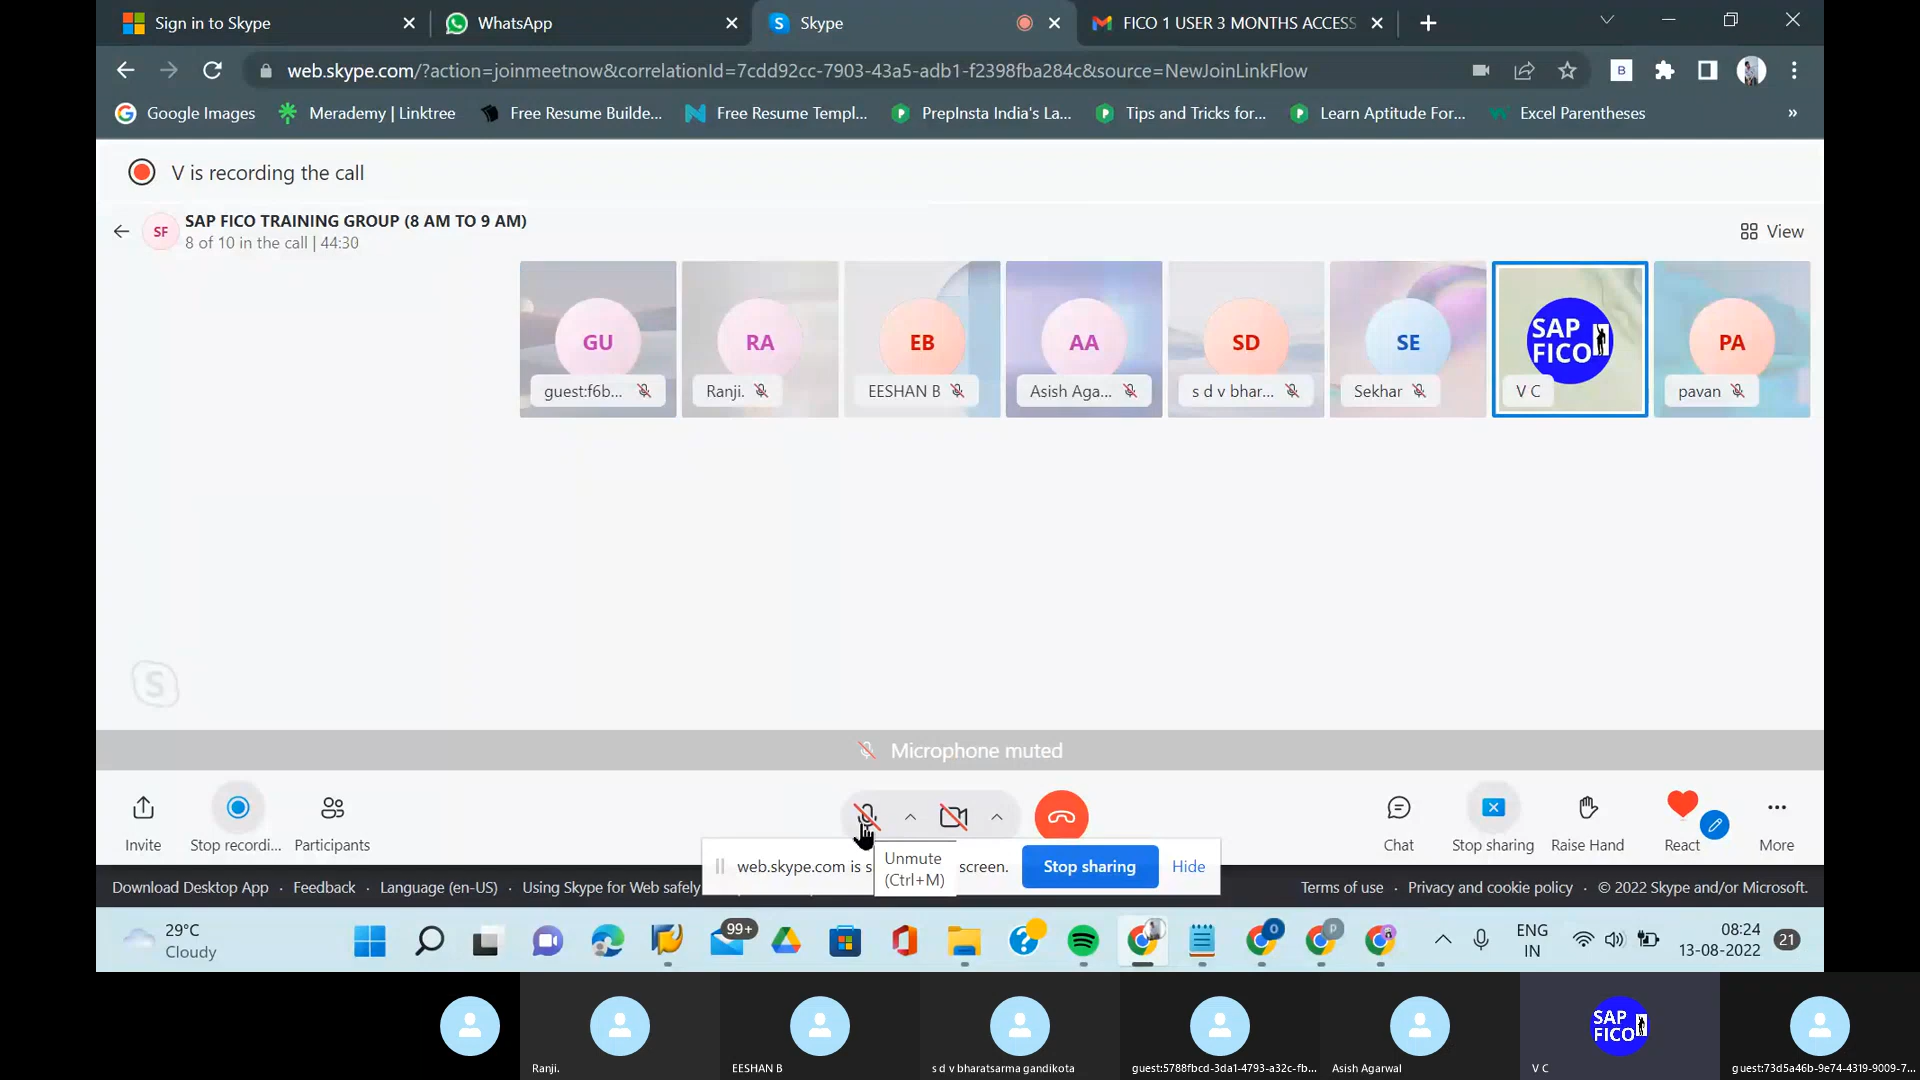 Sign in to Skype
WhatsApp
Skype
FICO 1 USER 3 MONTHS ACCESS
web.skype.com/?action=joinmeetnow&correlationId=7cdd92cc-7903-43a5-adb1-f2398fba284c&source=NewJoinLinkFlow
B
Google Images
Merademy | Linktree
Free Resume Builde...
Free Resume Templ...
PrepInsta India's La...
Tips and Tricks for...
Learn Aptitude For...
Excel Parentheses
»
V is recording the call
SF
SAP FICO TRAINING GROUP (8 AM TO 9 AM)
8 of 10 in the call | 44:30
View
GU
RA
EB
AA
SD
SE
SAP
FICO
PA
guest:f6b...
Ranji.
EESHAN B
Asish Aga...
s d v bhar...
Sekhar
V C
pavan
Microphone muted
Invite
Stop recordi...
Participants
Chat
Stop sharing
Raise Hand
React
More
web.skype.com is s
screen.
Unmute
(Ctrl+M)
Stop sharing
Hide
Download Desktop App · Feedback · Language (en-US) · Using Skype for Web safely
Terms of use · Privacy and cookie policy · © 2022 Skype and/or Microsoft.
29°C
Cloudy
99+
O
P
ENG
IN
08:24
13-08-2022
21
SAP
FICO
Ranji.
EESHAN B
s d v bharatsarma gandikota
guest:5788fbcd-3da1-4793-a32c-fb...
Asish Agarwal
V C
guest:73d5a46b-9e74-4319-9009-7...